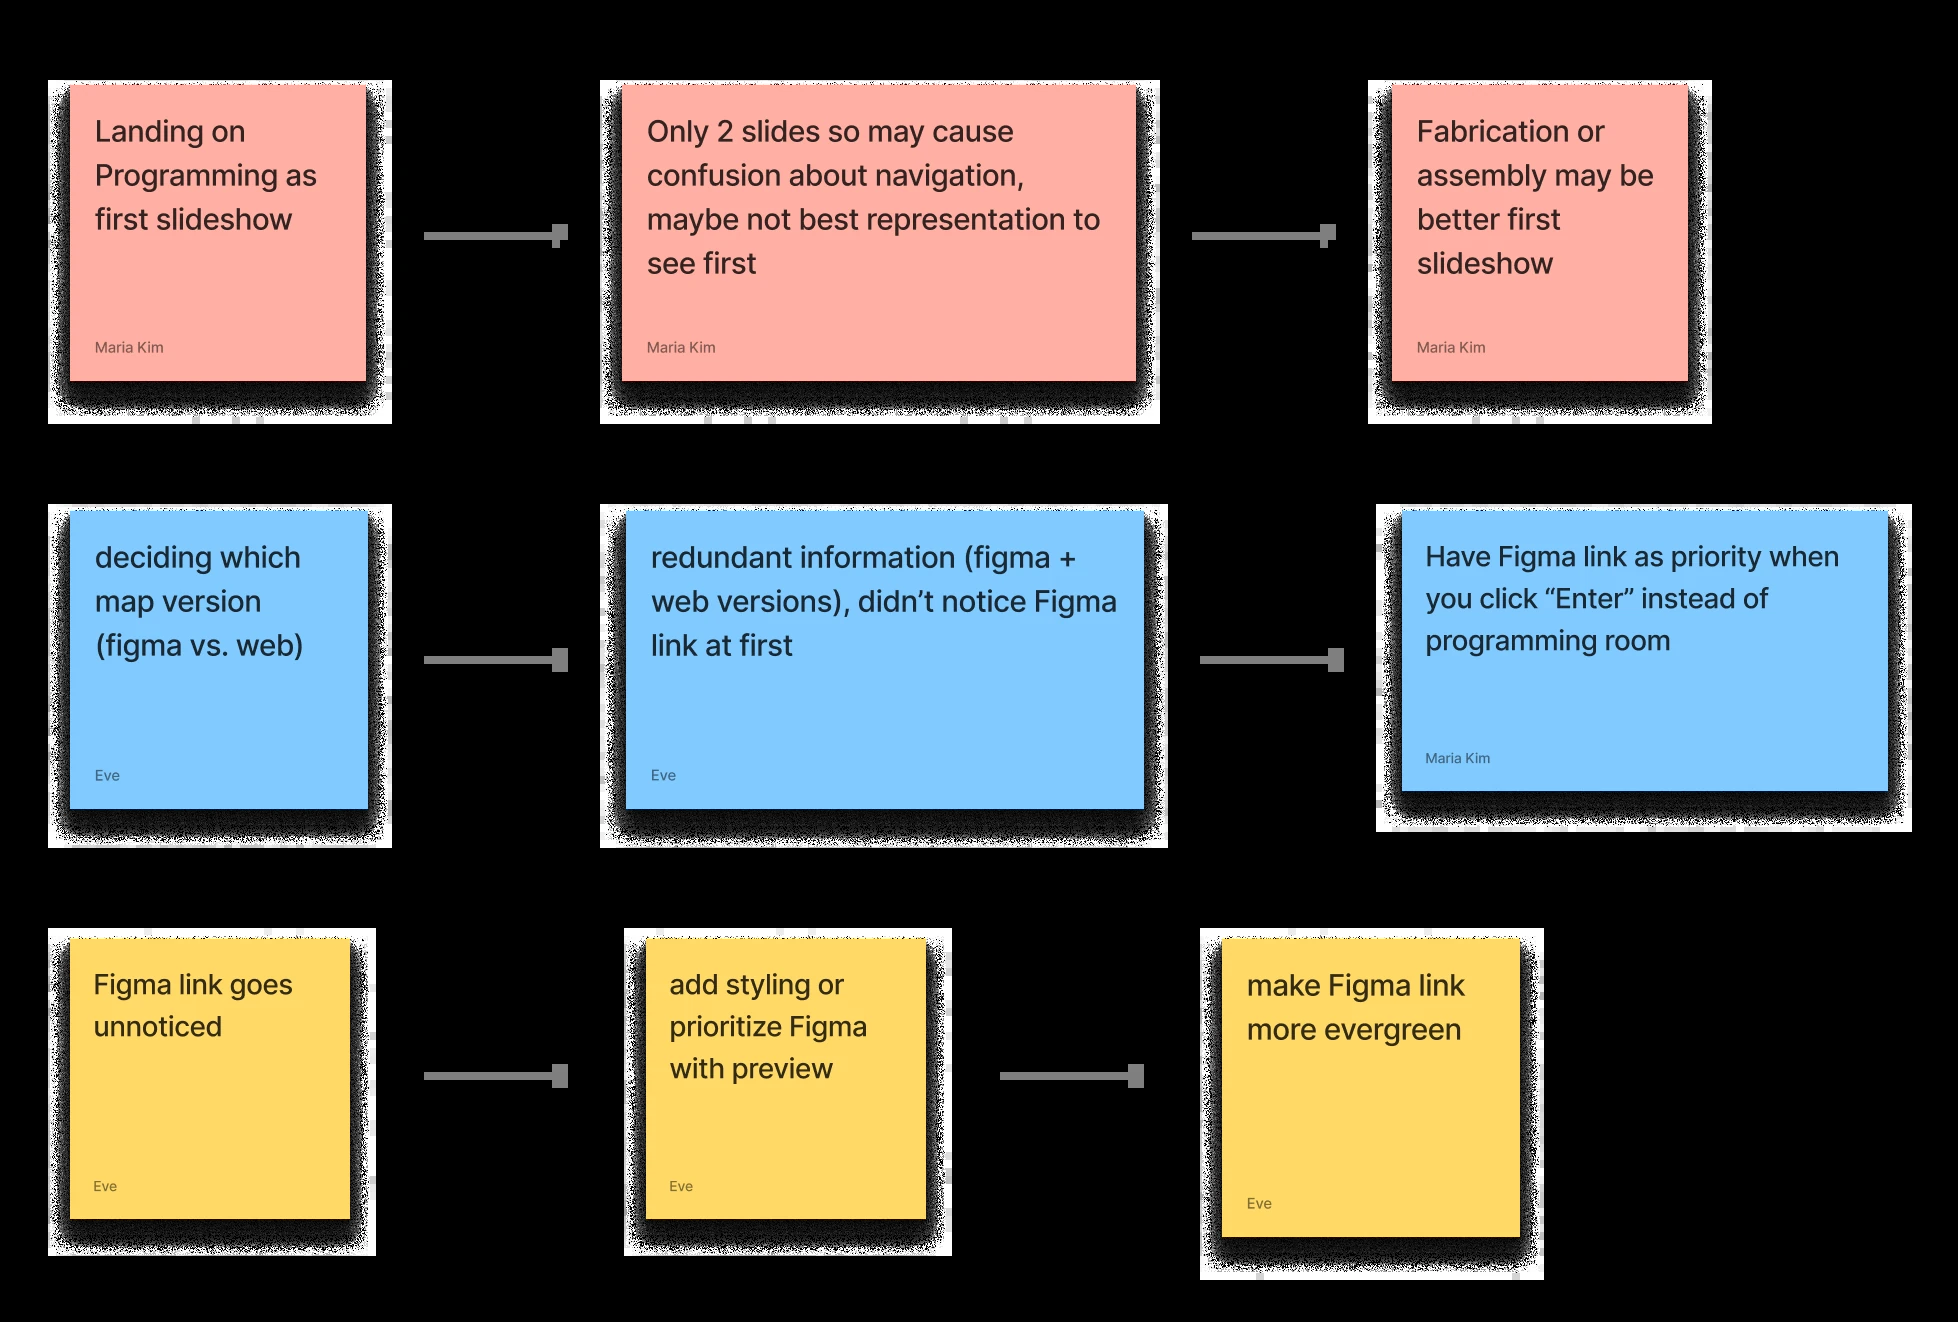 Landing on
Programming as
first slideshow
Maria Kim
Only 2 slides so may cause
confusion about navigation,
maybe not best representation to
see first
Maria Kim
Fabrication or
assembly may be
better first
slideshow
Maria Kim
deciding which
map version
(figma vs. web)
Eve
redundant information (figma +
web versions), didn’t notice Figma
link at first
Eve
Have Figma link as priority when
you click “Enter” instead of
programming room
Maria Kim
Figma link goes
unnoticed
Eve
add styling or
prioritize Figma
with preview
Eve
make Figma link
more evergreen
Eve